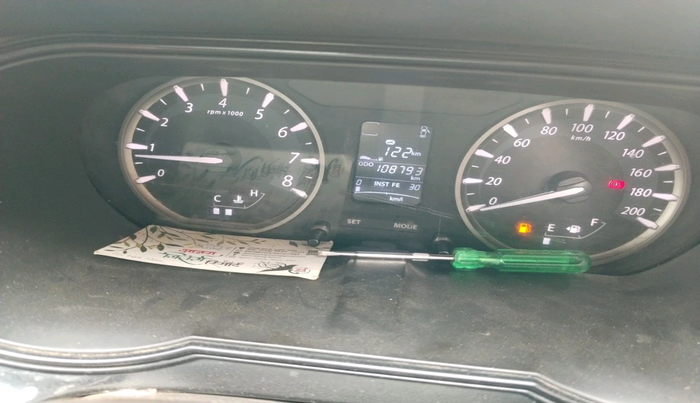 0 1 2 3 4 5 6 7 8
rpm x 1000
C H
122 km
ODO 108793 km
0 INST FE 30
km/l
SET MODE
0 20 40 60 80 100 120 140 160 180 200
km/h
E F